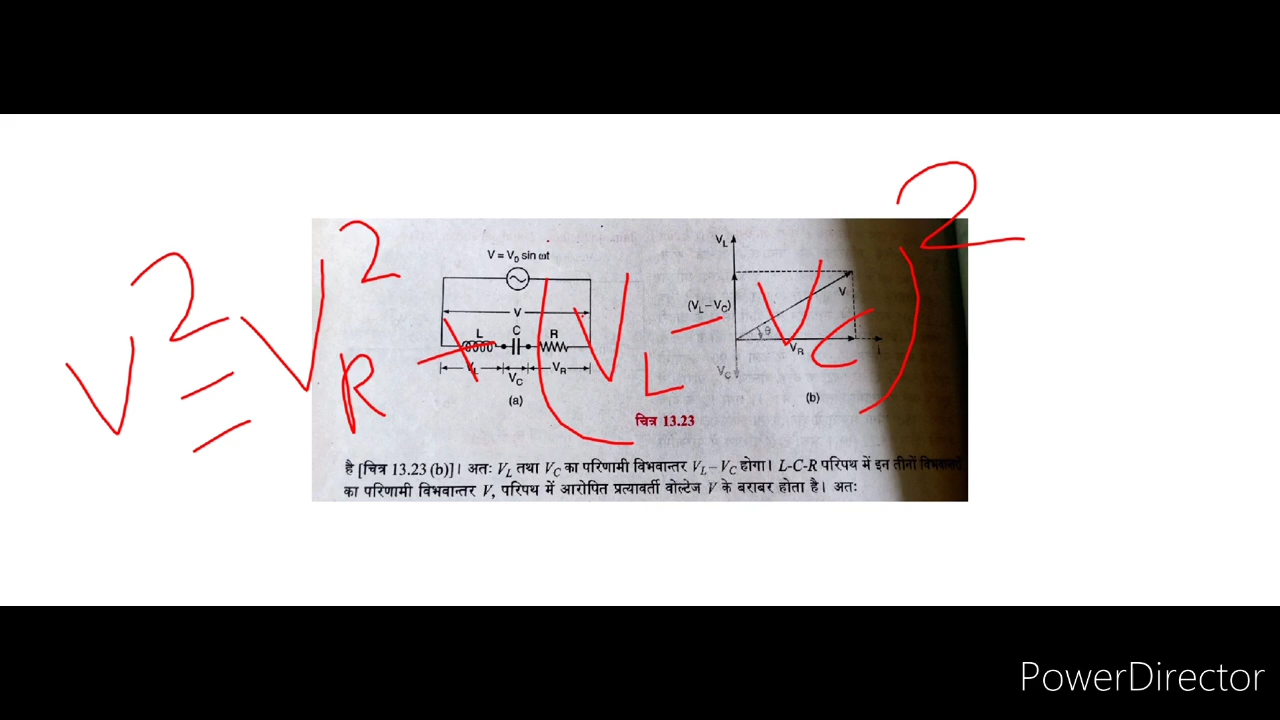 V² = V_R² + (V_L - V_C)²
V = V₀ sin ωt
V
L C R
V_L V_C V_R
(a)
V_L
(V_L – V_C)
V
θ
V_R i
V_C
(b)
चित्र 13.23
है [चित्र 13.23 (b)]। अतः V_L तथा V_C का परिणामी विभवान्तर V_L – V_C होगा। L-C-R परिपथ में इन तीनों विभवान्तरों
का परिणामी विभवान्तर V, परिपथ में आरोपित प्रत्यावर्ती वोल्टेज V के बराबर होता है। अतः
PowerDirector